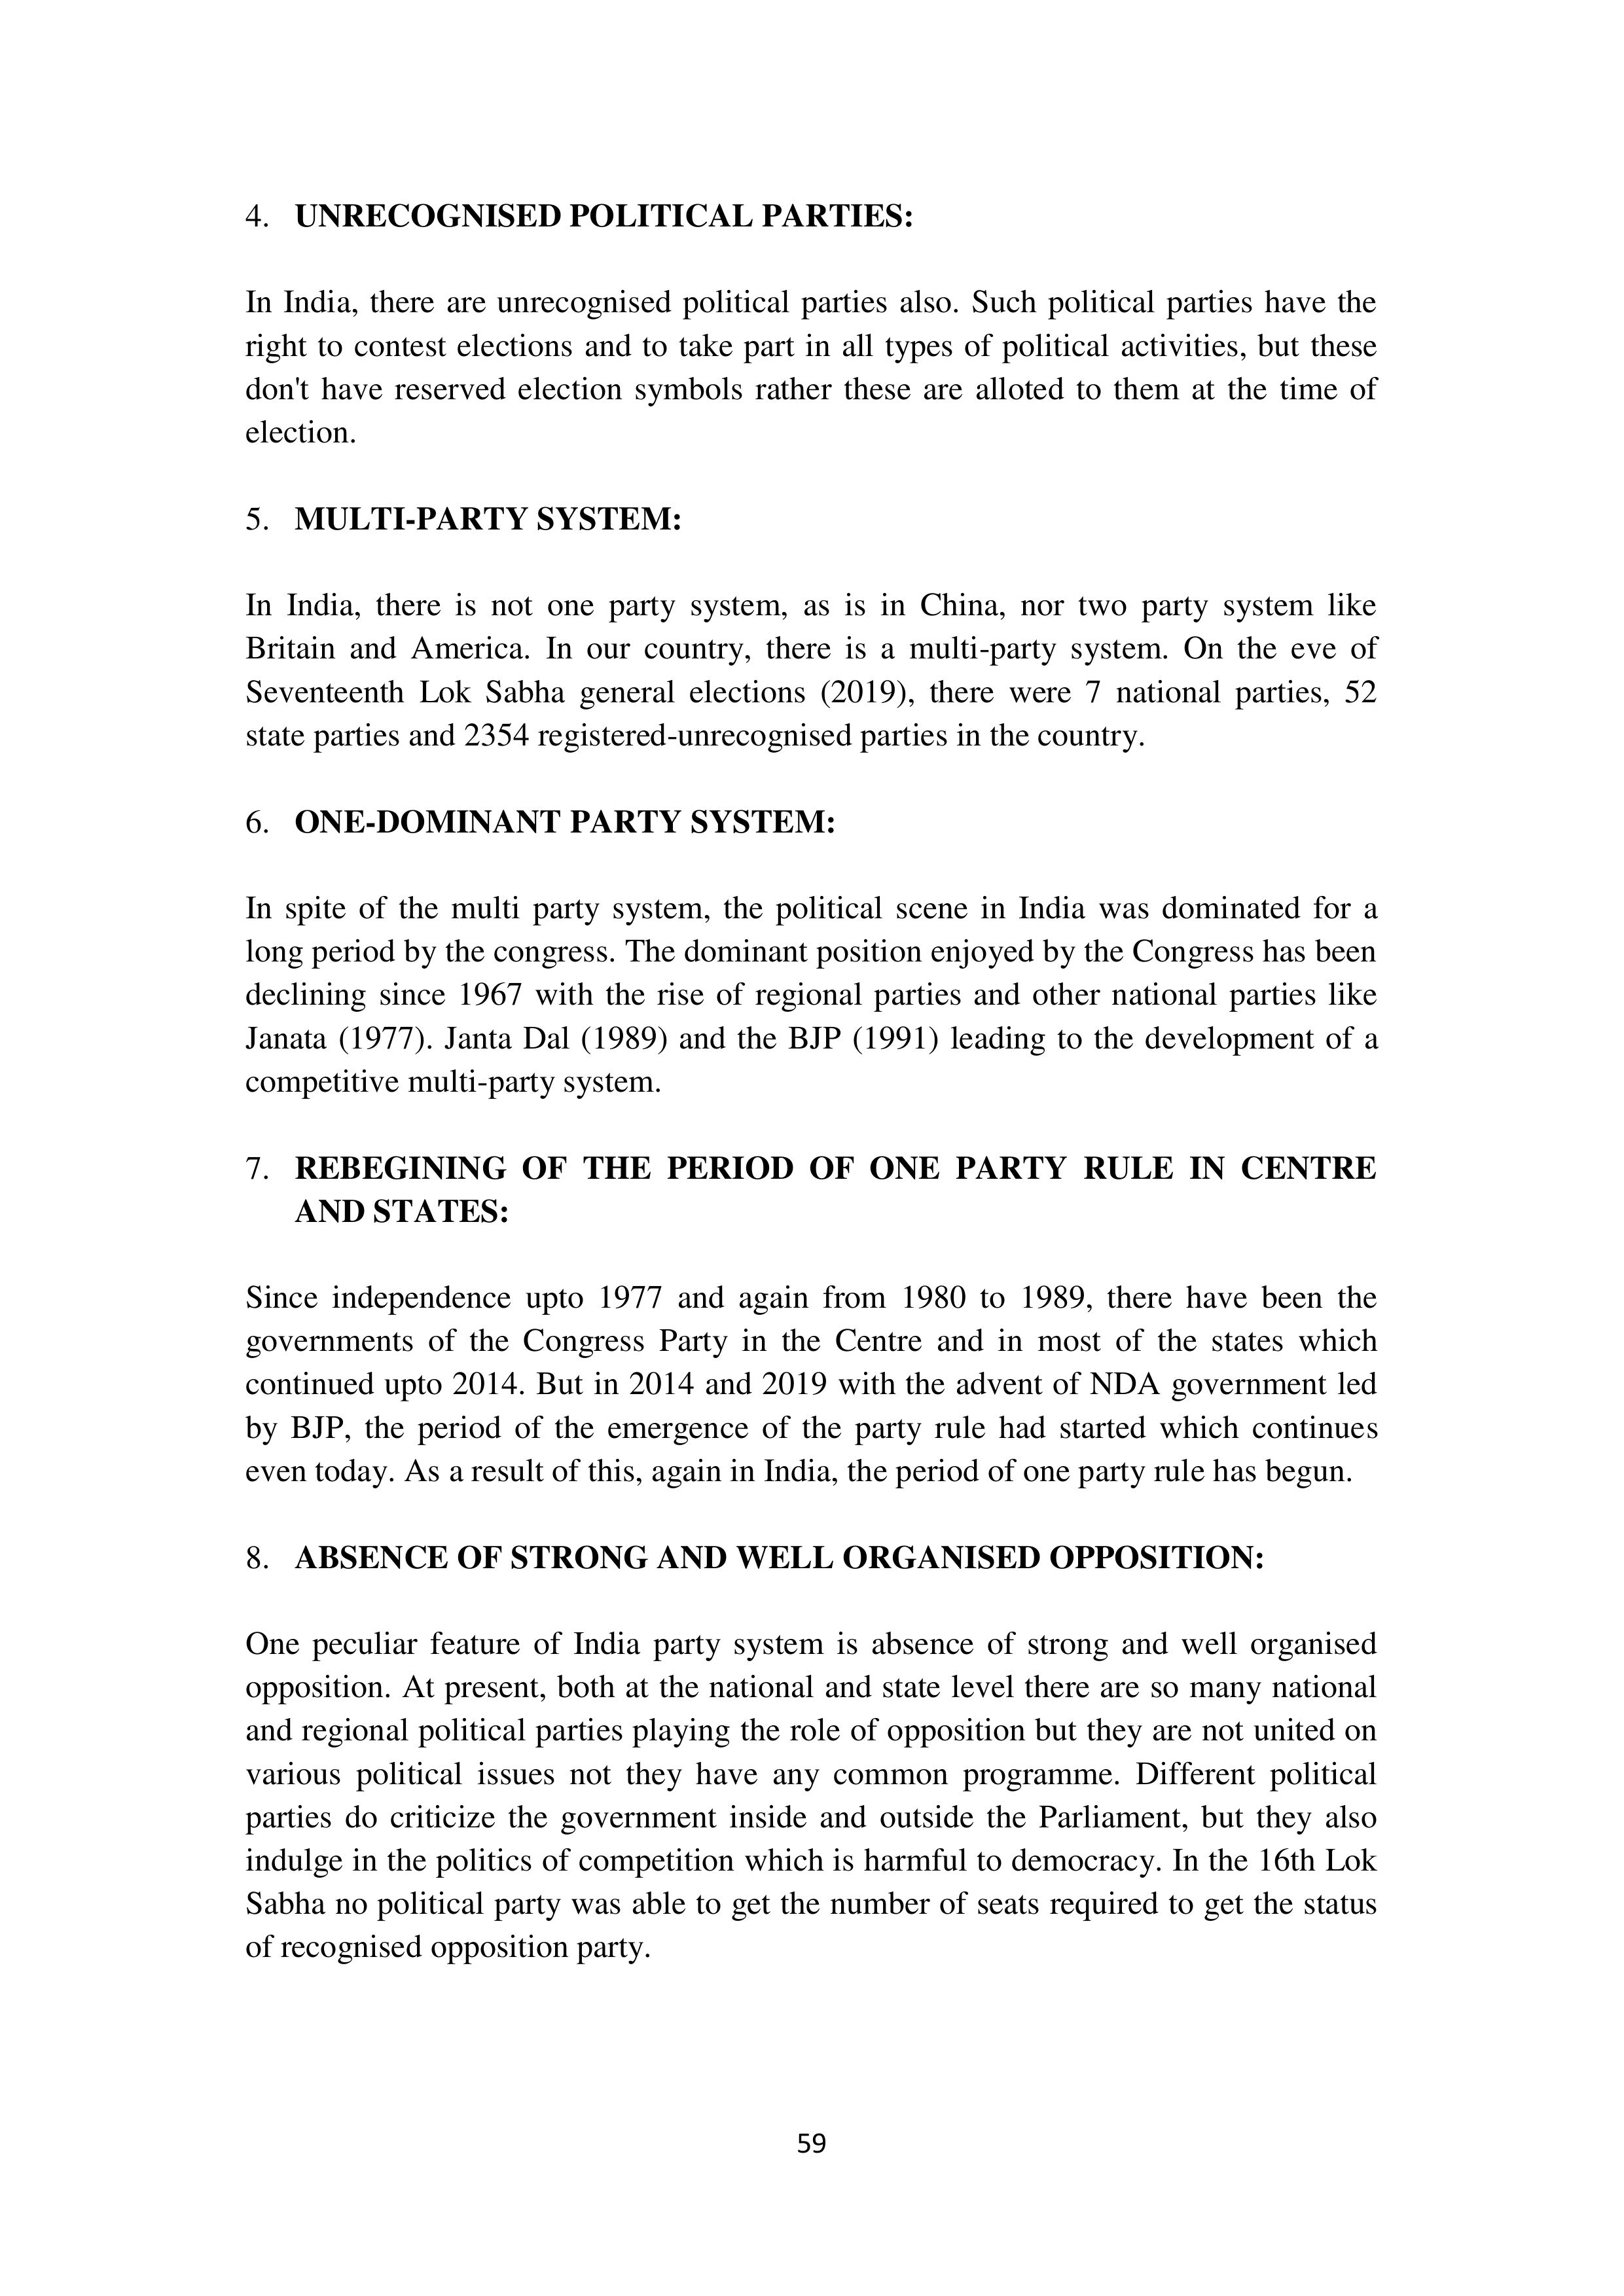 4. UNRECOGNISED POLITICAL PARTIES:
In India, there are unrecognised political parties also. Such political parties have the
right to contest elections and to take part in all types of political activities, but these
don't have reserved election symbols rather these are alloted to them at the time of
election.
5. MULTI-PARTY SYSTEM:
In India, there is not one party system, as is in China, nor two party system like
Britain and America. In our country, there is a multi-party system. On the eve of
Seventeenth Lok Sabha general elections (2019), there were 7 national parties, 52
state parties and 2354 registered-unrecognised parties in the country.
6. ONE-DOMINANT PARTY SYSTEM:
In spite of the multi party system, the political scene in India was dominated for a
long period by the congress. The dominant position enjoyed by the Congress has been
declining since 1967 with the rise of regional parties and other national parties like
Janata (1977). Janta Dal (1989) and the BJP (1991) leading to the development of a
competitive multi-party system.
7. REBEGINING OF THE PERIOD OF ONE PARTY RULE IN CENTRE
AND STATES:
Since independence upto 1977 and again from 1980 to 1989, there have been the
governments of the Congress Party in the Centre and in most of the states which
continued upto 2014. But in 2014 and 2019 with the advent of NDA government led
by BJP, the period of the emergence of the party rule had started which continues
even today. As a result of this, again in India, the period of one party rule has begun.
8. ABSENCE OF STRONG AND WELL ORGANISED OPPOSITION:
One peculiar feature of India party system is absence of strong and well organised
opposition. At present, both at the national and state level there are so many national
and regional political parties playing the role of opposition but they are not united on
various political issues not they have any common programme. Different political
parties do criticize the government inside and outside the Parliament, but they also
indulge in the politics of competition which is harmful to democracy. In the 16th Lok
Sabha no political party was able to get the number of seats required to get the status
of recognised opposition party.
59